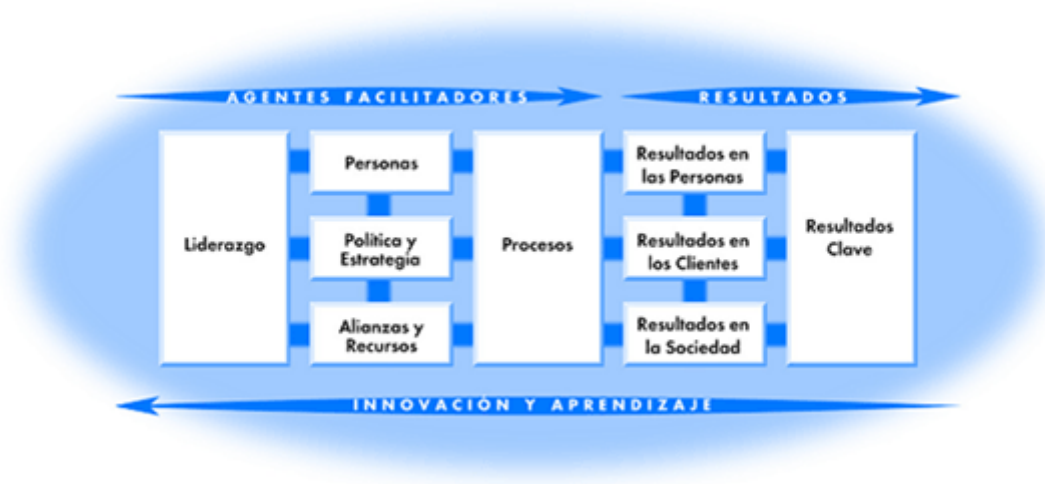 AGENTES FACILITADORES
RESULTADOS
Liderazgo
Personas
Política y
Estrategia
Alianzas y
Recursos
Procesos
Resultados en
las Personas
Resultados en
los Clientes
Resultados en
la Sociedad
Resultados
Clave
INNOVACIÓN Y APRENDIZAJE